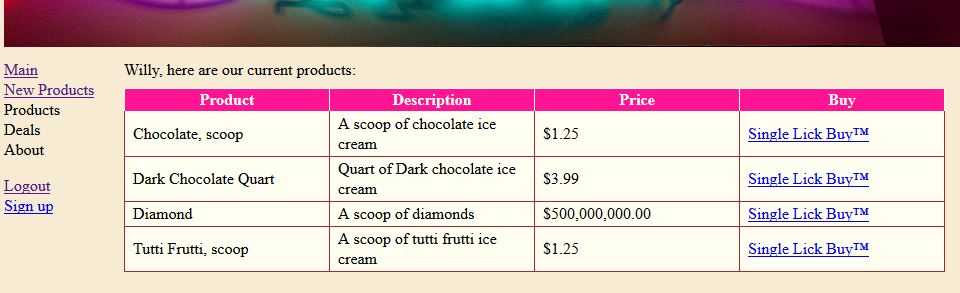 Main
New Products
Products
Deals
About
Logout
Sign up
Willy, here are our current products:
Product Description Price Buy
Chocolate, scoop A scoop of chocolate ice cream $1.25 Single Lick Buy™
Dark Chocolate Quart Quart of Dark chocolate ice cream $3.99 Single Lick Buy™
Diamond A scoop of diamonds $500,000,000.00 Single Lick Buy™
Tutti Frutti, scoop A scoop of tutti frutti ice cream $1.25 Single Lick Buy™